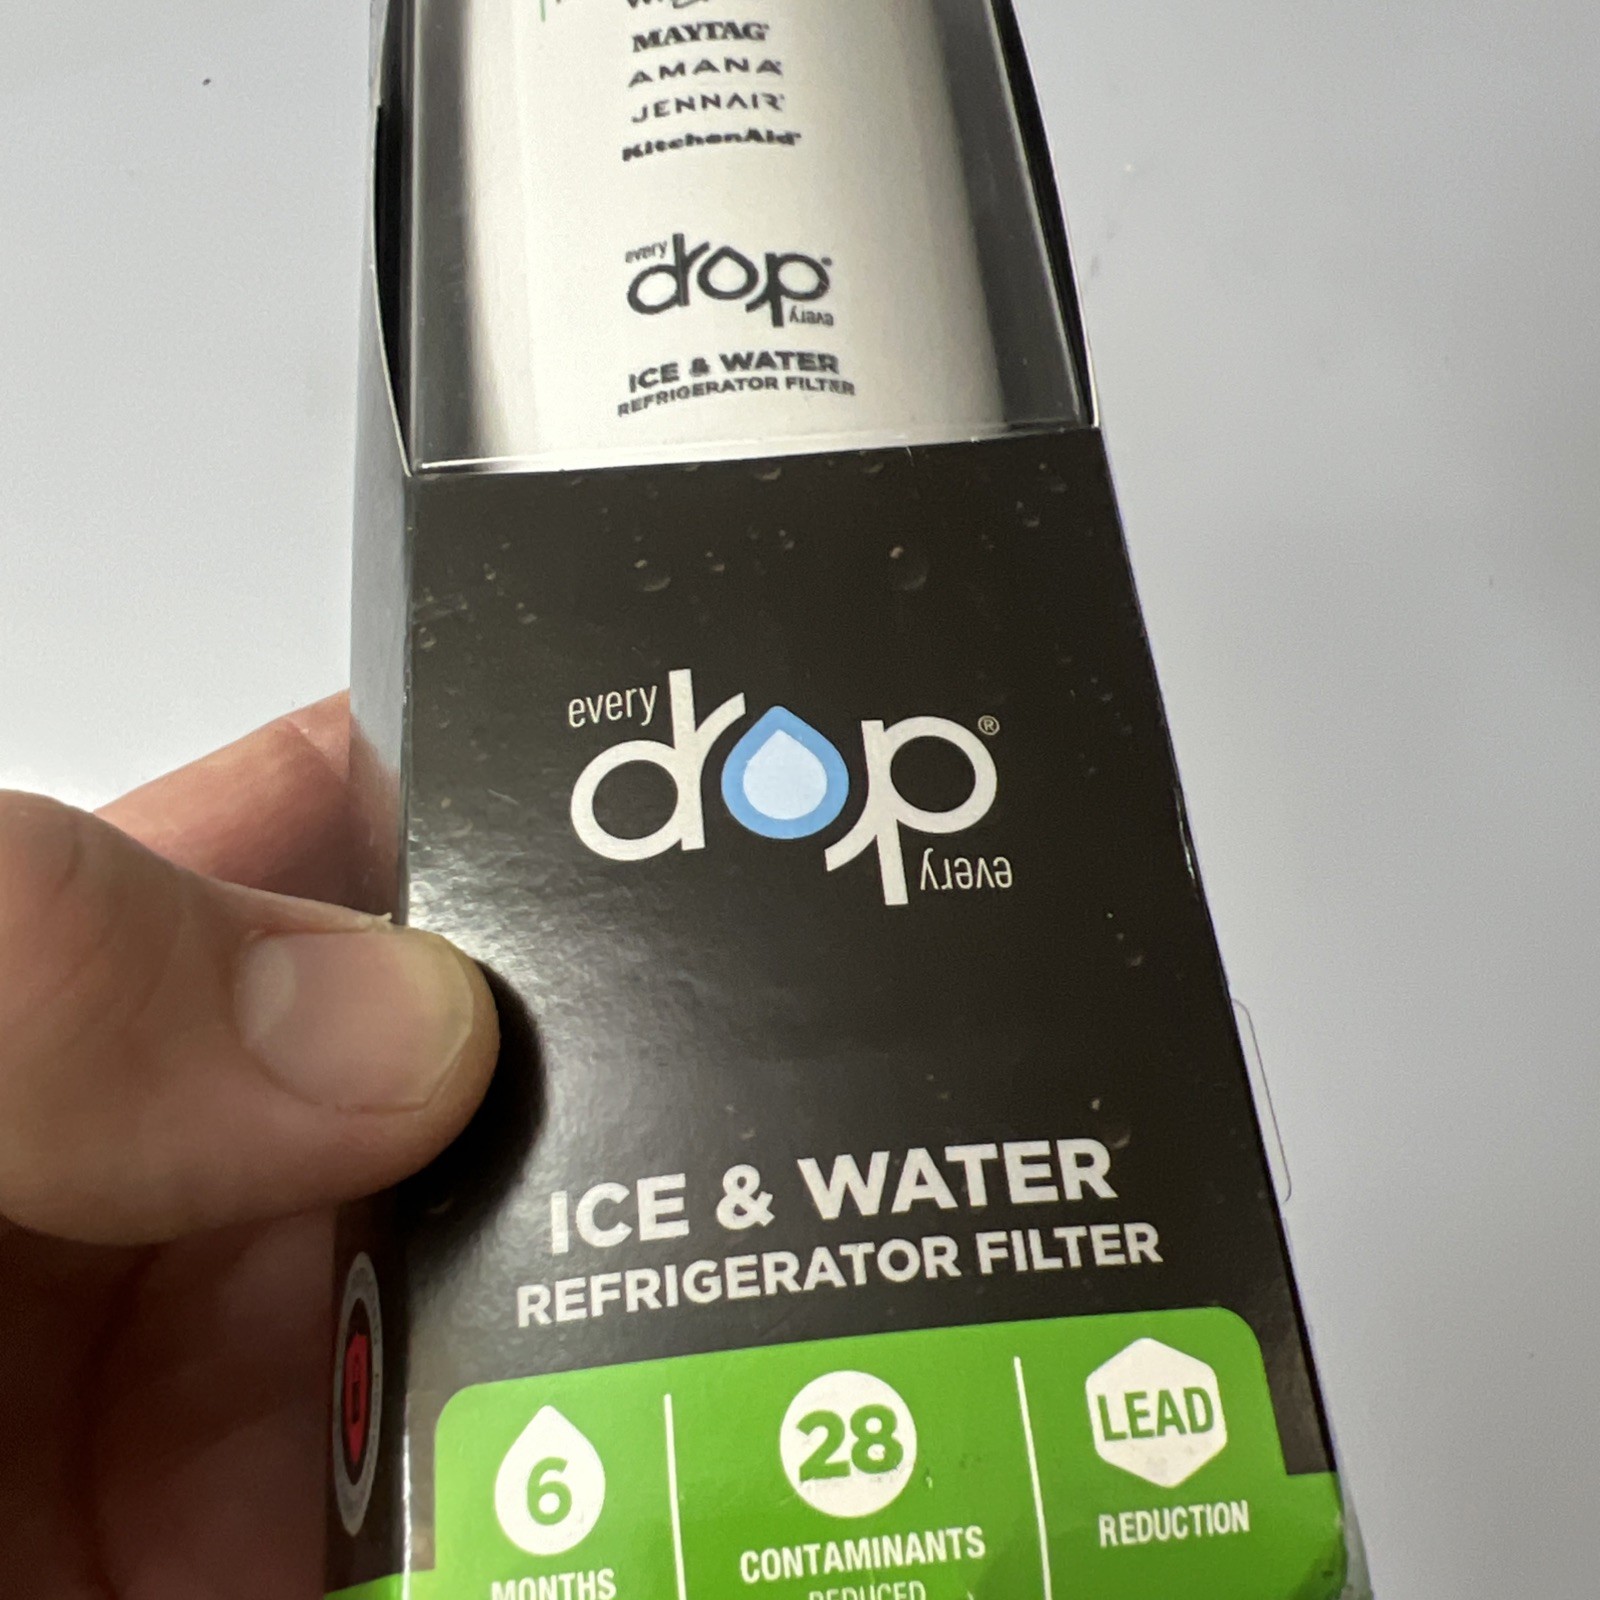 MAYTAG
AMANA
JENNAIR
KitchenAid
every
drop®
every
ICE & WATER
REFRIGERATOR FILTER
every
drop®
every
ICE & WATER
REFRIGERATOR FILTER
6
MONTHS
28
CONTAMINANTS
REDUCED
LEAD
REDUCTION